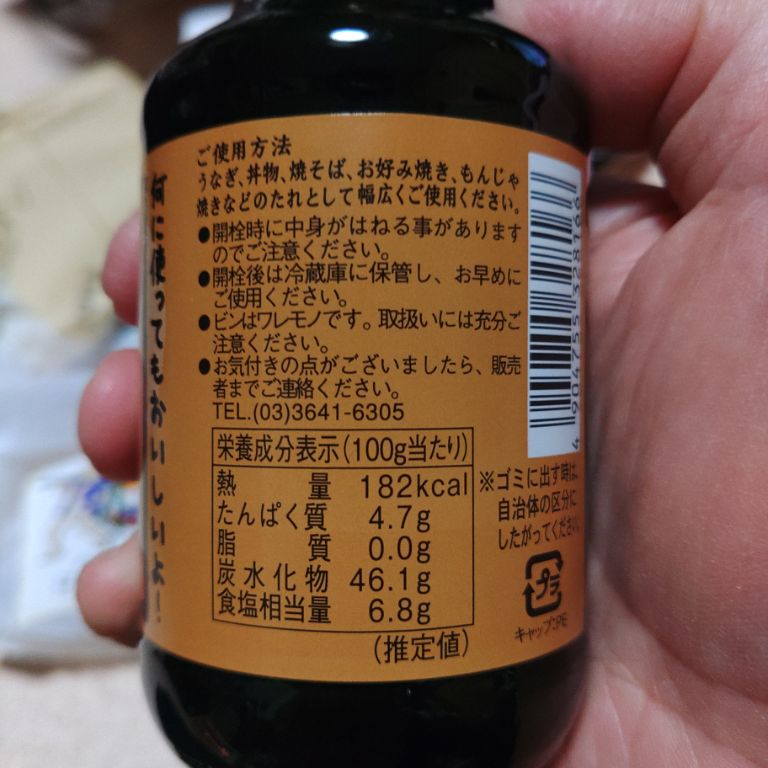 ご使用方法
うなぎ、丼物、焼そば、お好み焼き、もんじゃ
焼きなどのたれとして幅広くご使用ください。
●開栓時に中身がはねる事があります
のでご注意ください。
●開栓後は冷蔵庫に保管し、お早めに
ご使用ください。
●ビンはワレモノです。取扱いには充分ご
注意ください。
●お気付きの点がございましたら、販売
者までご連絡ください。
TEL.(03)3641-6305
栄養成分表示(100g当たり)
熱量 182kcal
たんぱく質 4.7g
脂質 0.0g
炭水化物 46.1g
食塩相当量 6.8g
(推定値)
何に使ってもおいしいよ!
※ゴミに出す時は、
自治体の区分に
したがってください。
プラ
キャップ:PE